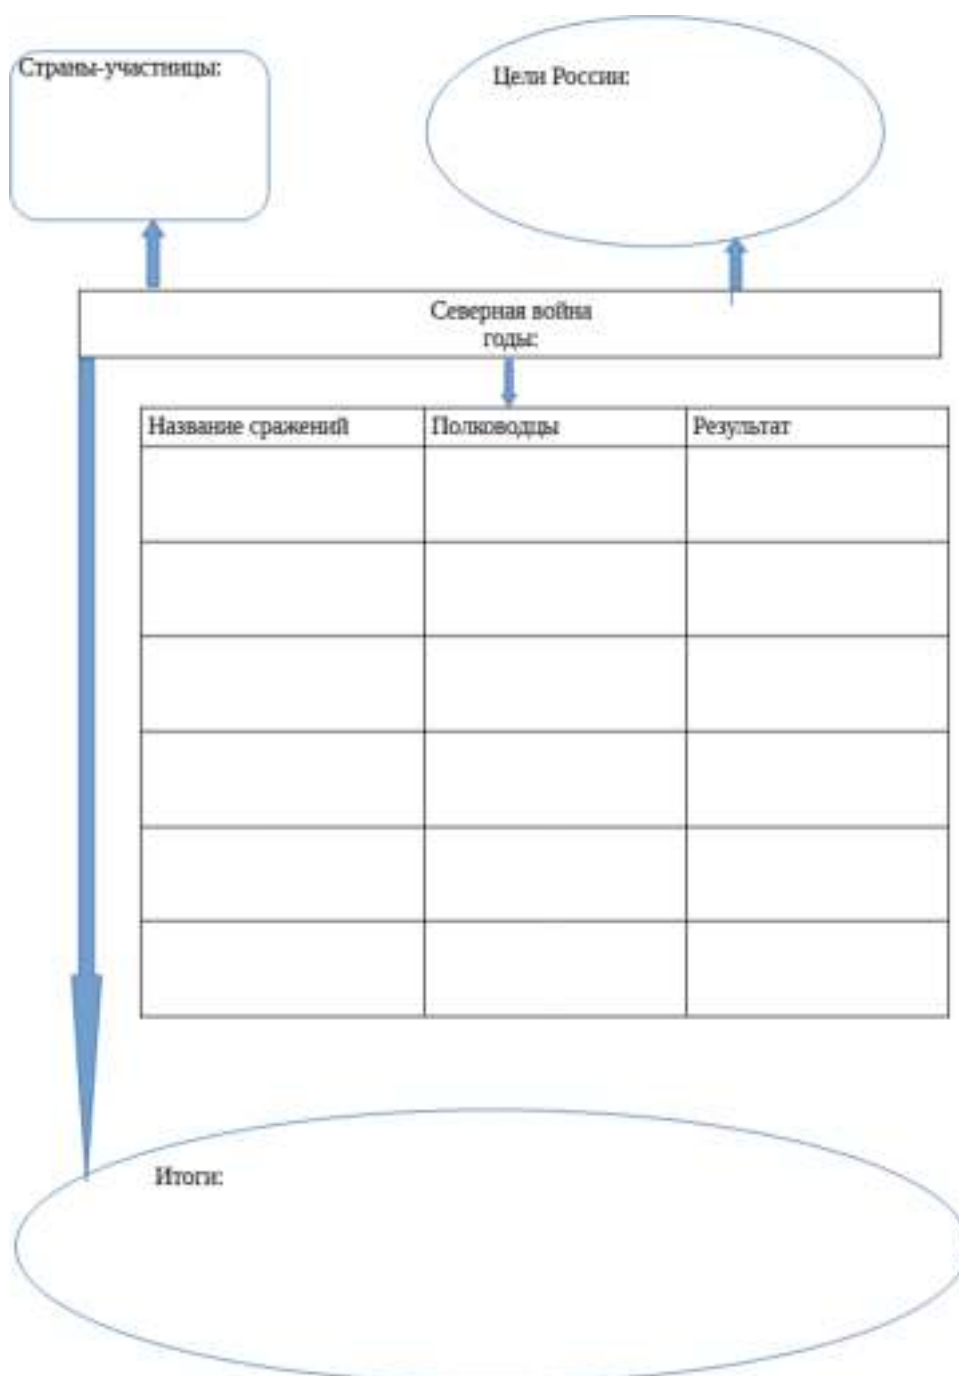 Страны-участницы:
Цели России:
Северная война
годы:
Название сражений
Полководцы
Результат
Итоги: